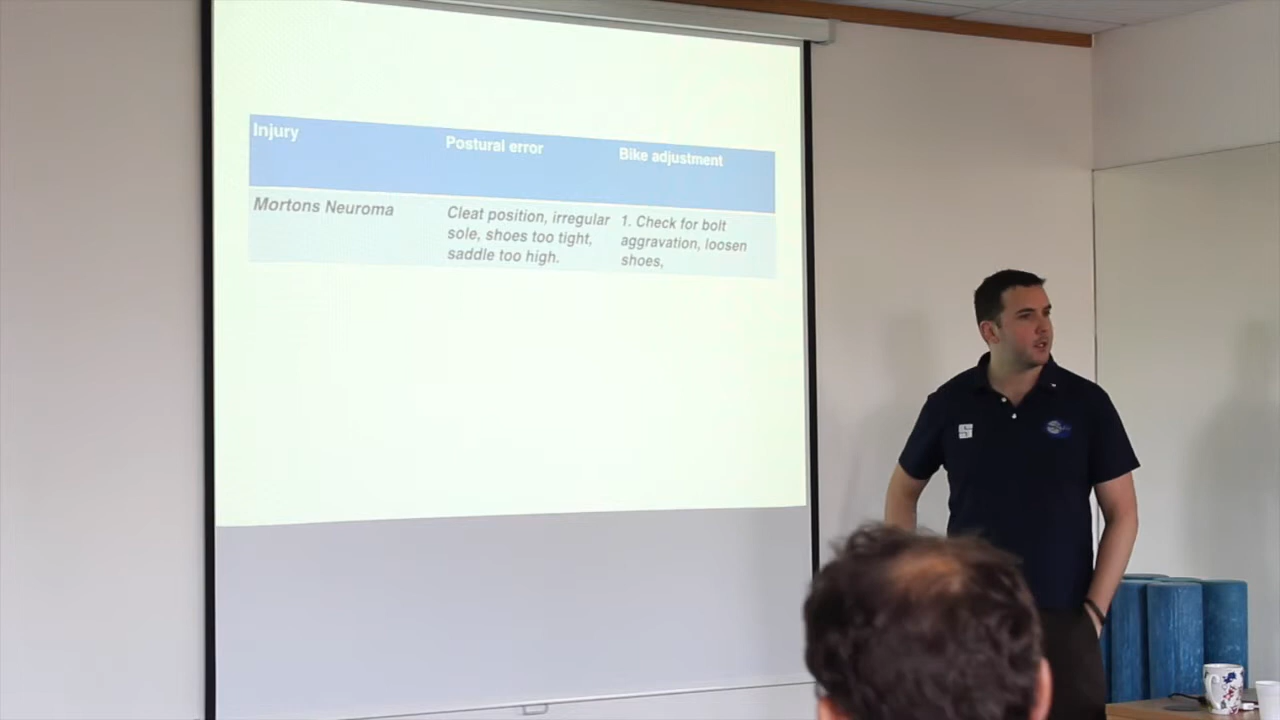 Injury
Postural error
Bike adjustment
Mortons Neuroma
Cleat position, irregular
sole, shoes too tight,
saddle too high.
1. Check for bolt
aggravation, loosen
shoes,